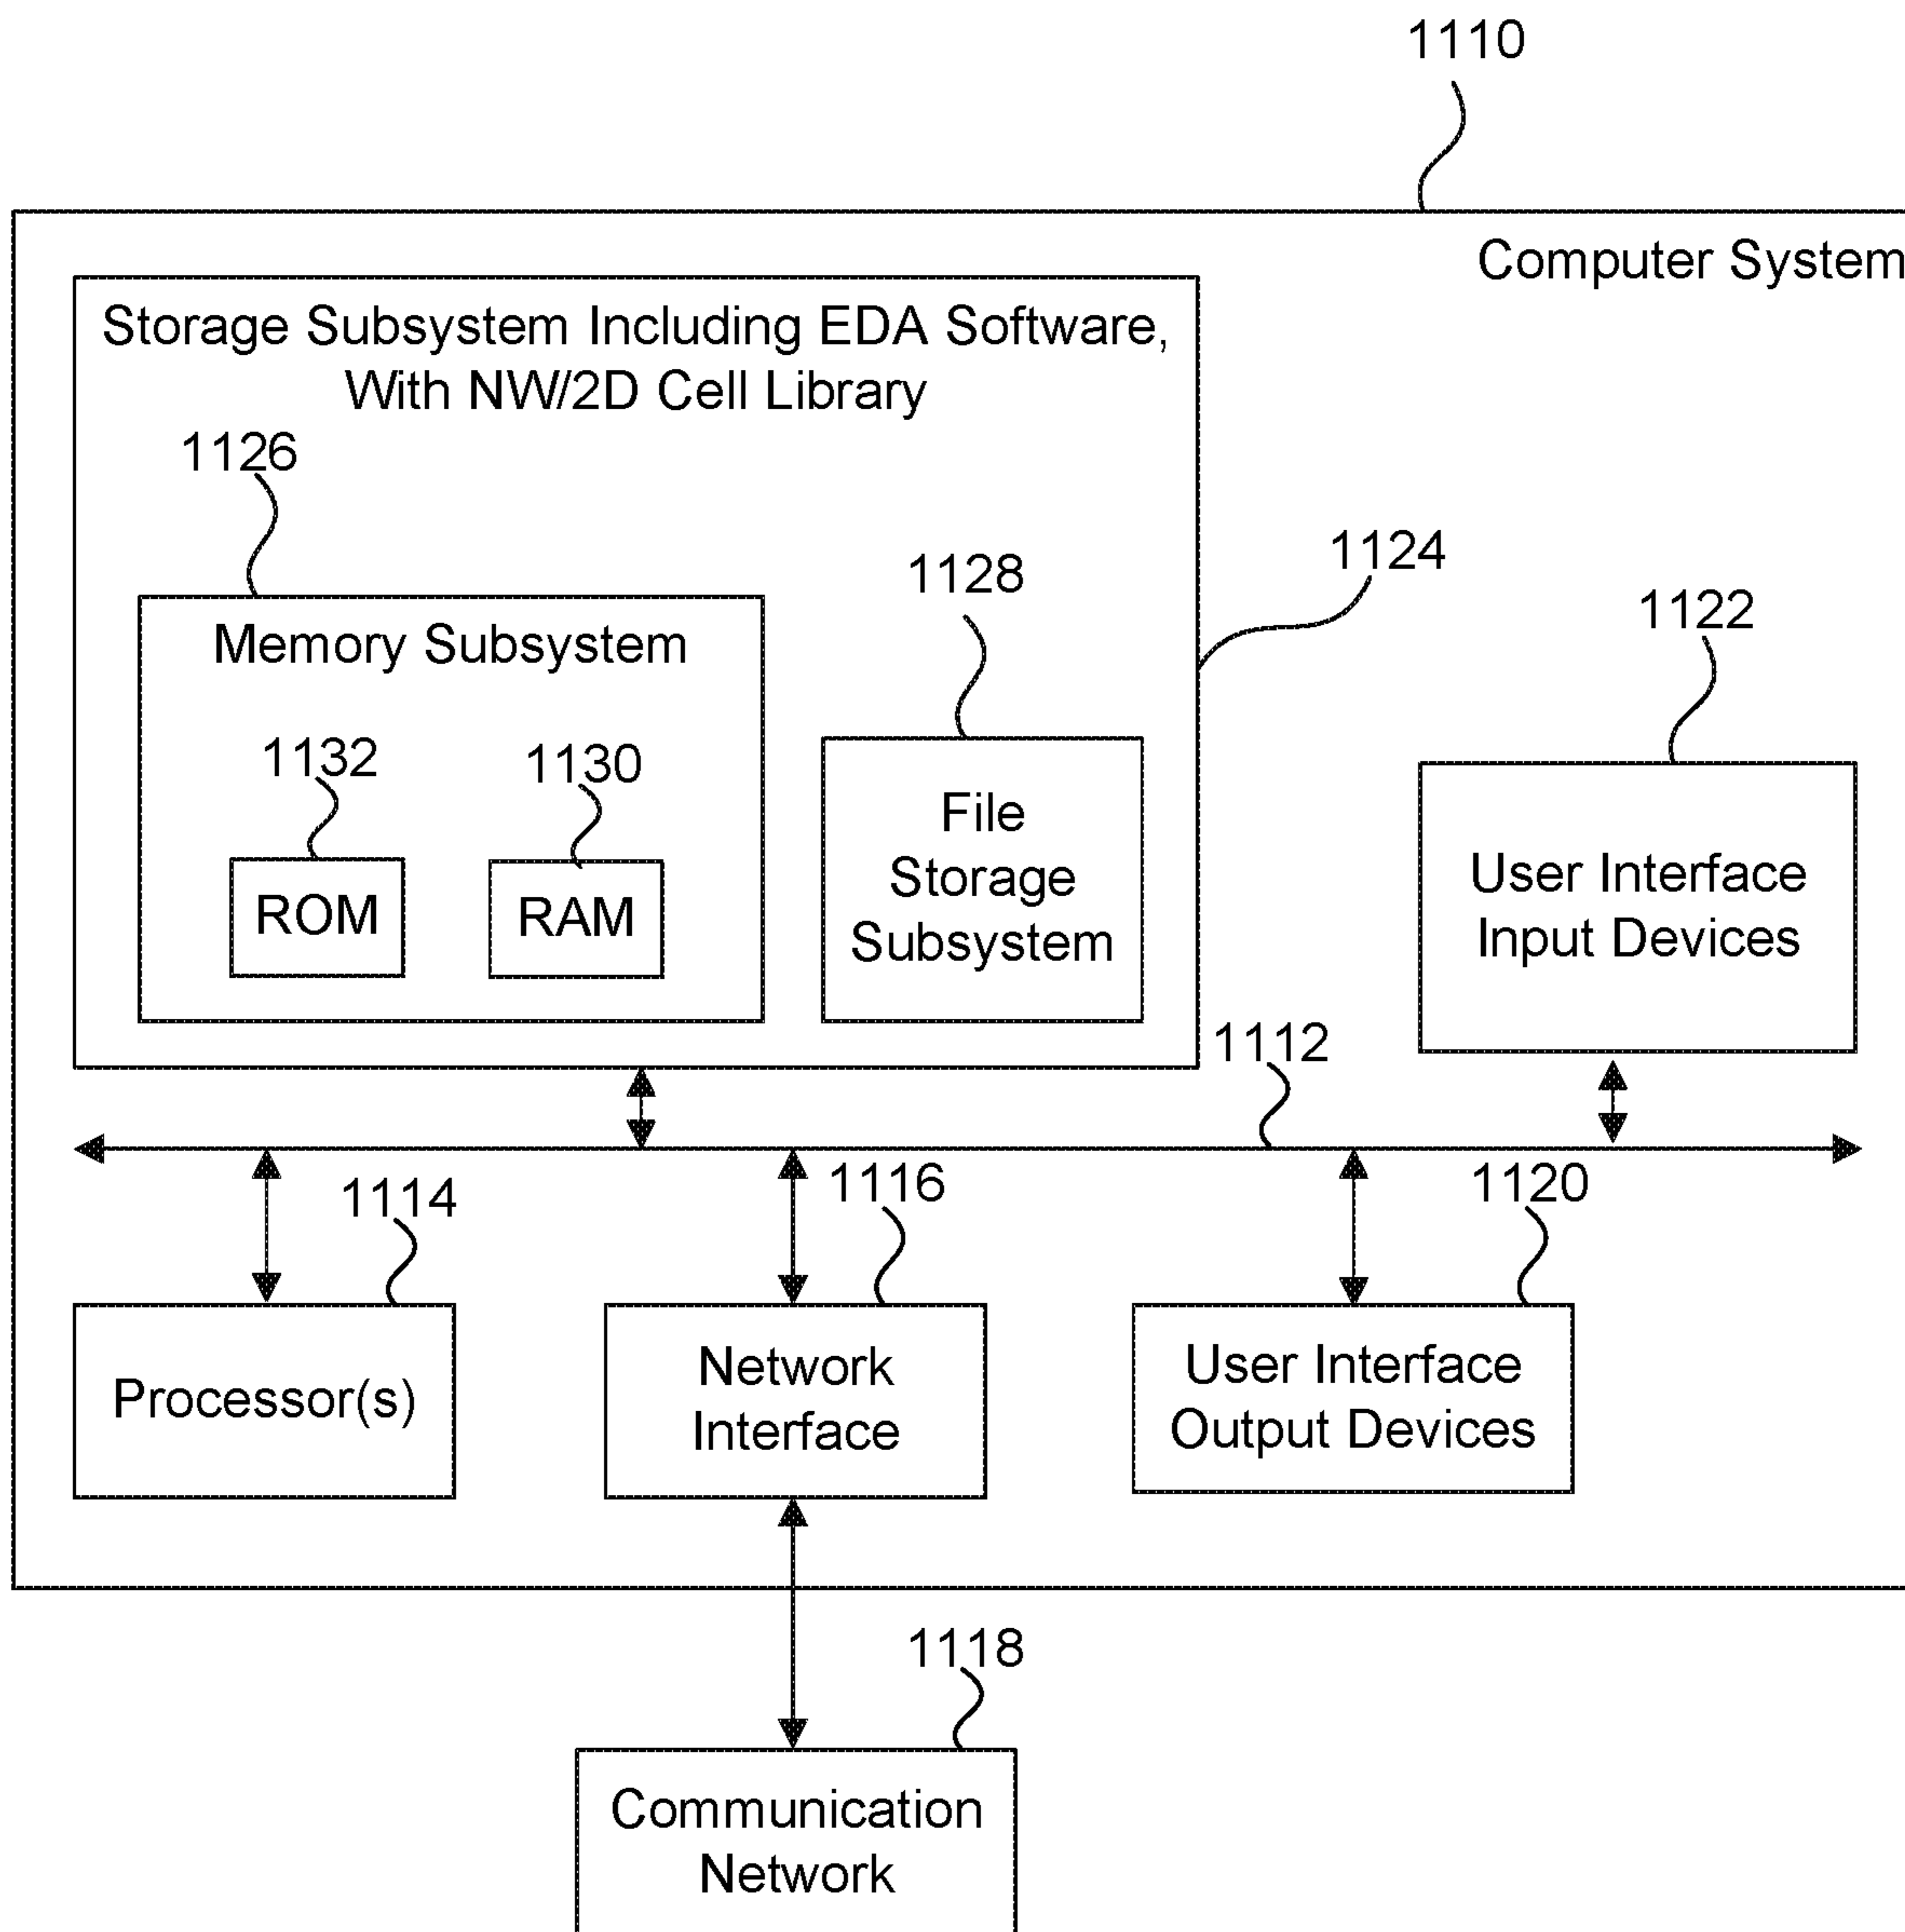 1110
Computer System
Storage Subsystem Including EDA Software,
With NW/2D Cell Library
1126
1128
1124
1122
Memory Subsystem
1132
1130
ROM
RAM
File
Storage
Subsystem
User Interface
Input Devices
1112
1114
1116
1120
Processor(s)
Network
Interface
User Interface
Output Devices
1118
Communication
Network